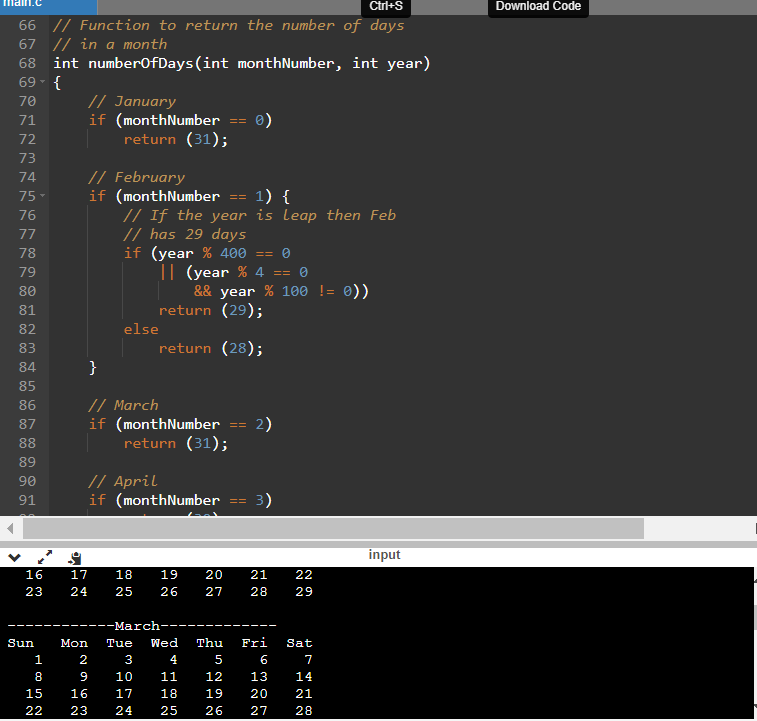 main.c
Ctrl+S
Download Code
66 // Function to return the number of days
67 // in a month
68 int numberOfDays(int monthNumber, int year)
69 {
70 // January
71 if (monthNumber == 0)
72 return (31);
73
74 // February
75 if (monthNumber == 1) {
76 // If the year is leap then Feb
77 // has 29 days
78 if (year % 400 == 0
79 || (year % 4 == 0
80 && year % 100 != 0))
81 return (29);
82 else
83 return (28);
84 }
85
86 // March
87 if (monthNumber == 2)
88 return (31);
89
90 // April
91 if (monthNumber == 3)
input
16 17 18 19 20 21 22
23 24 25 26 27 28 29
------------March-------------
Sun Mon Tue Wed Thu Fri Sat
1 2 3 4 5 6 7
8 9 10 11 12 13 14
15 16 17 18 19 20 21
22 23 24 25 26 27 28